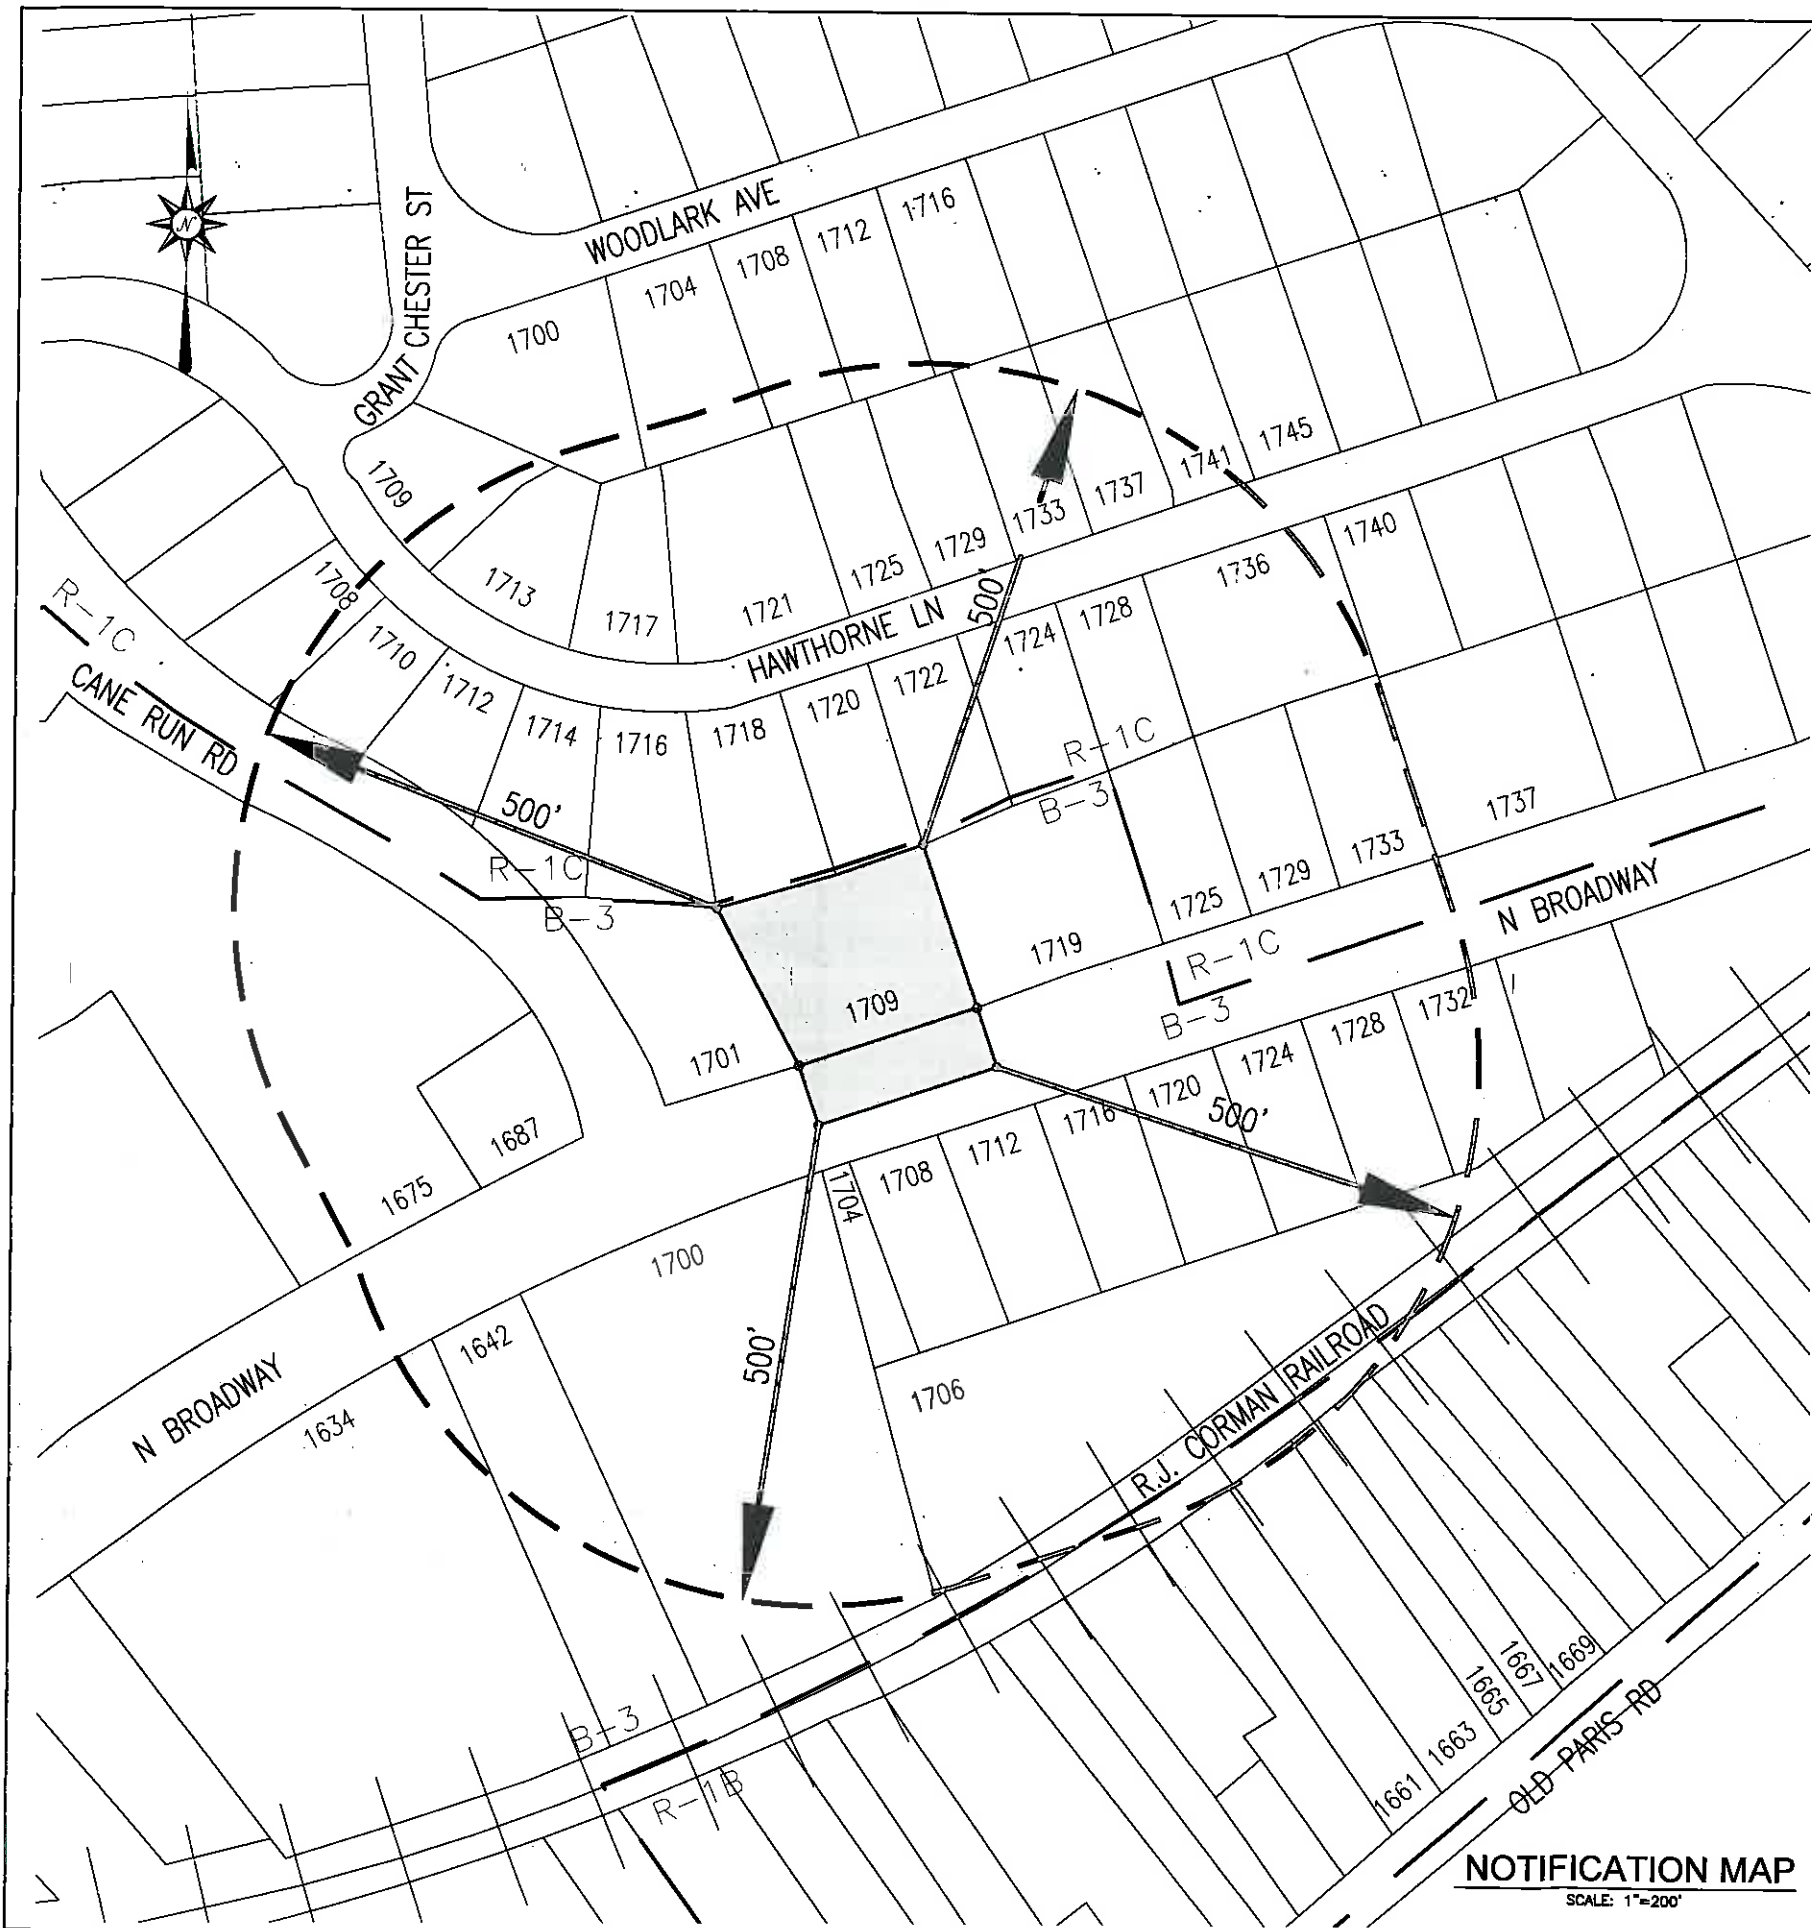 GRANT CHESTER ST
WOODLARK AVE
1700
1704
1708
1712
1716
N
1709
1713
1717
1721
1725
1729
1733
1737
1741
1745
HAWTHORNE LN
500'
1708
1710
1712
1714
1716
1718
1720
1722
1724
1728
1736
1740
R-1C
CANE RUN RD
500'
R-1C
B-3
R-1C
B-3
1701
1709
1719
1725
1729
1733
1737
R-1C
B-3
N BROADWAY
1675
1687
1700
1704
1708
1712
1716
1720
1724
1728
1732
500'
500'
1706
1642
1634
N BROADWAY
R.J. CORMAN RAILROAD
B-3
R-1B
1661
1663
1665
1667
1669
OLD PARIS RD
NOTIFICATION MAP
SCALE: 1"=200'